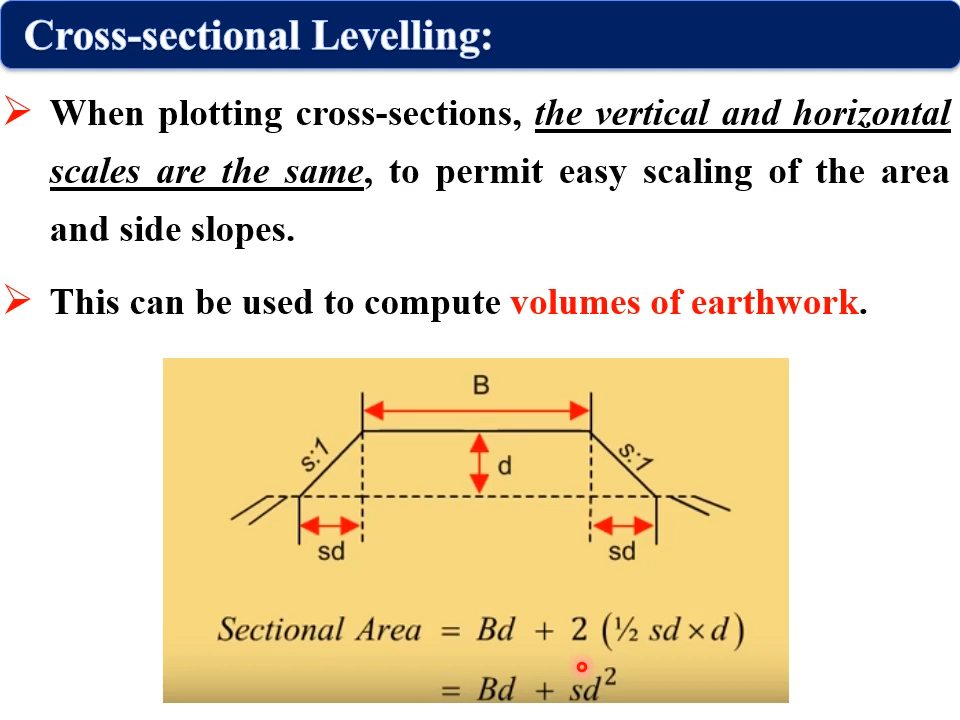 Cross-sectional Levelling:
➢ When plotting cross-sections, the vertical and horizontal
scales are the same, to permit easy scaling of the area
and side slopes.
➢ This can be used to compute volumes of earthwork.
B
s:1
s:1
d
sd
sd
Sectional Area = Bd + 2 (½ sd × d)
= Bd + sd²